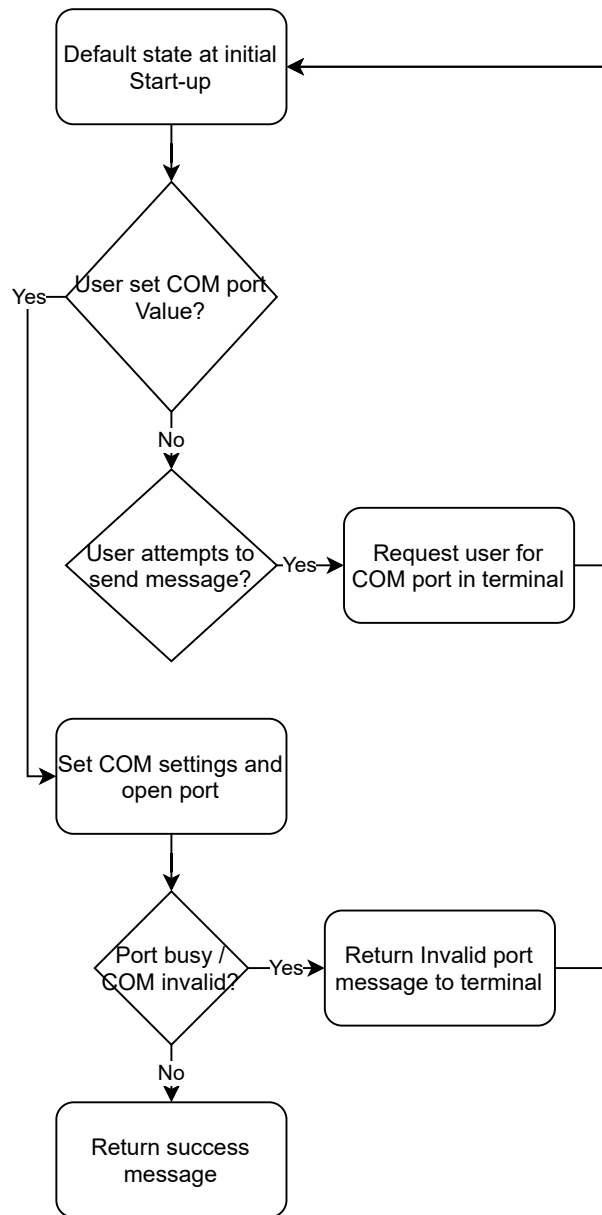 Default state at initial
Start-up
User set COM port
Value?
Yes
No
User attempts to
send message?
Yes
Request user for
COM port in terminal
Set COM settings and
open port
Port busy /
COM invalid?
Yes
Return Invalid port
message to terminal
No
Return success
message